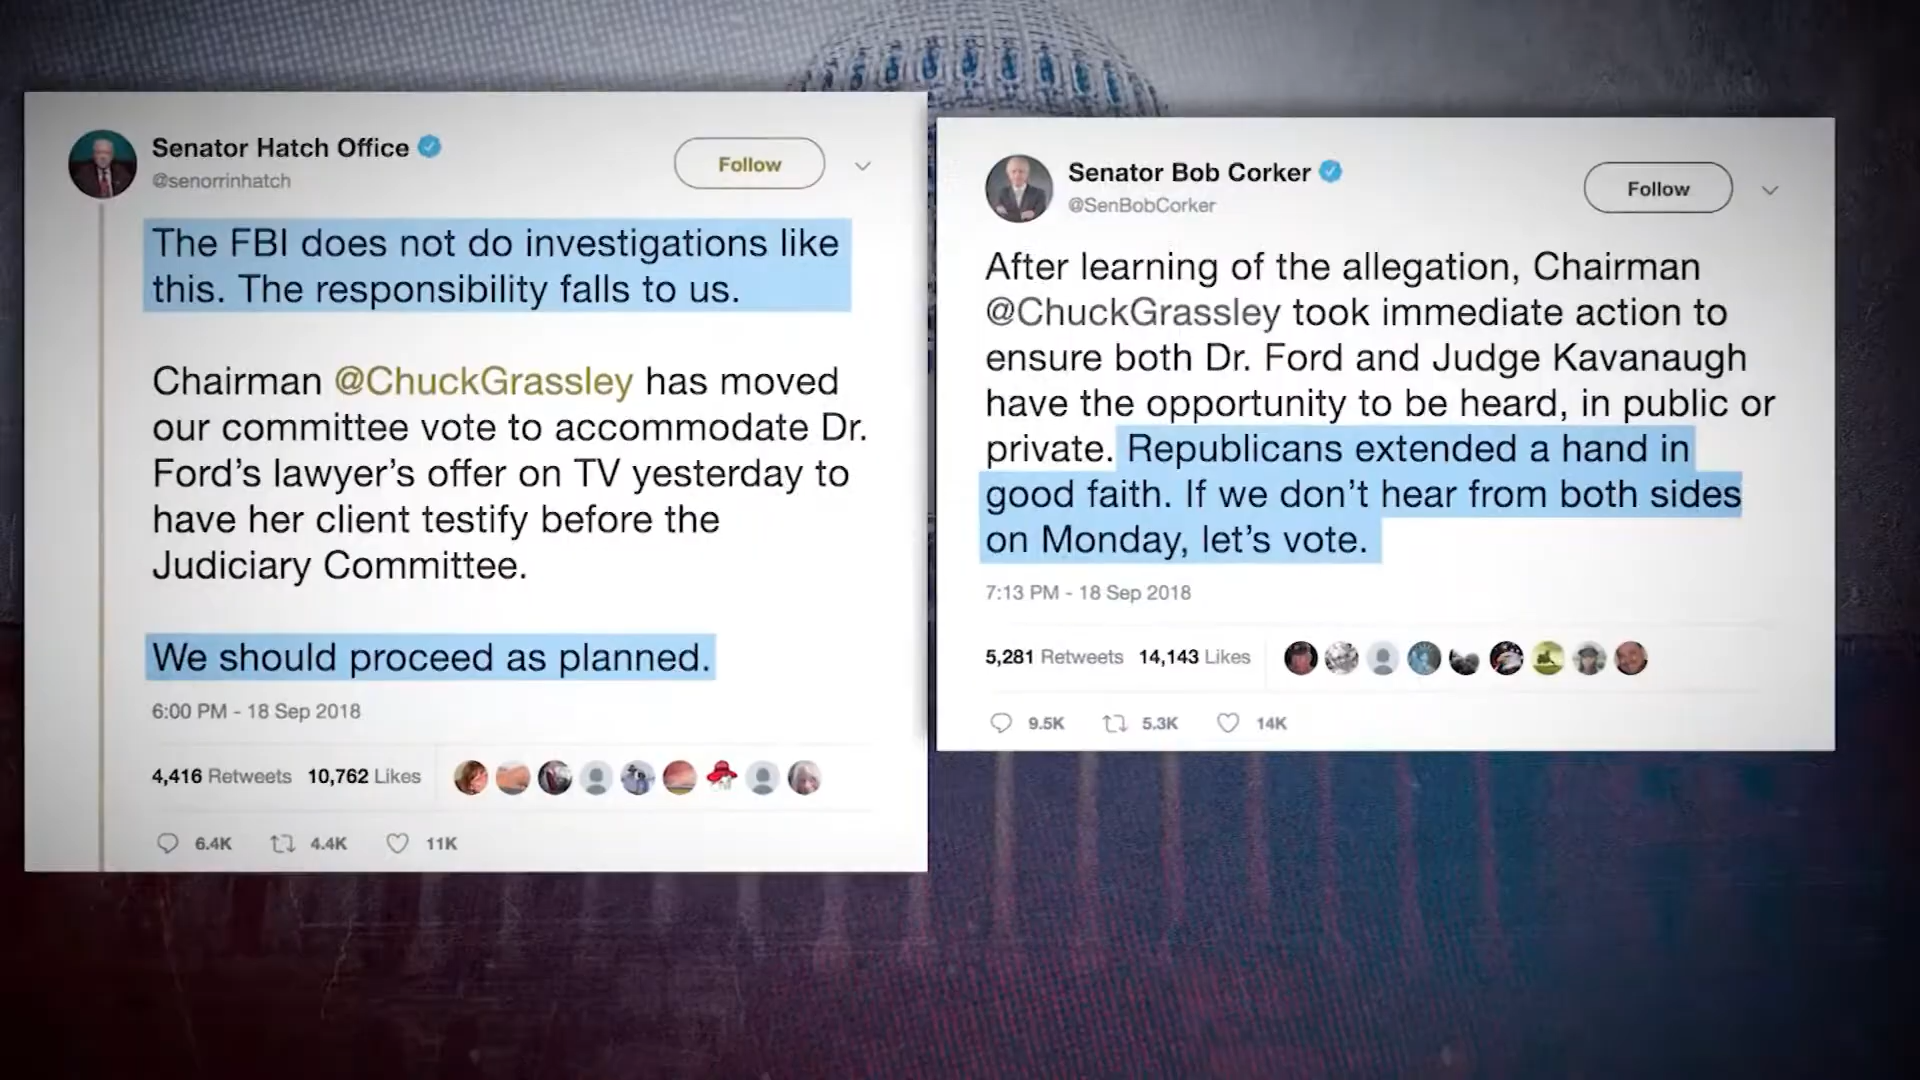 Senator Hatch Office
@senorrinhatch
Follow
The FBI does not do investigations like
this. The responsibility falls to us.
Chairman @ChuckGrassley has moved
our committee vote to accommodate Dr.
Ford’s lawyer’s offer on TV yesterday to
have her client testify before the
Judiciary Committee.
We should proceed as planned.
6:00 PM - 18 Sep 2018
4,416 Retweets 10,762 Likes
6.4K 4.4K 11K
Senator Bob Corker
@SenBobCorker
Follow
After learning of the allegation, Chairman
@ChuckGrassley took immediate action to
ensure both Dr. Ford and Judge Kavanaugh
have the opportunity to be heard, in public or
private. Republicans extended a hand in
good faith. If we don’t hear from both sides
on Monday, let’s vote.
7:13 PM - 18 Sep 2018
5,281 Retweets 14,143 Likes
9.5K 5.3K 14K